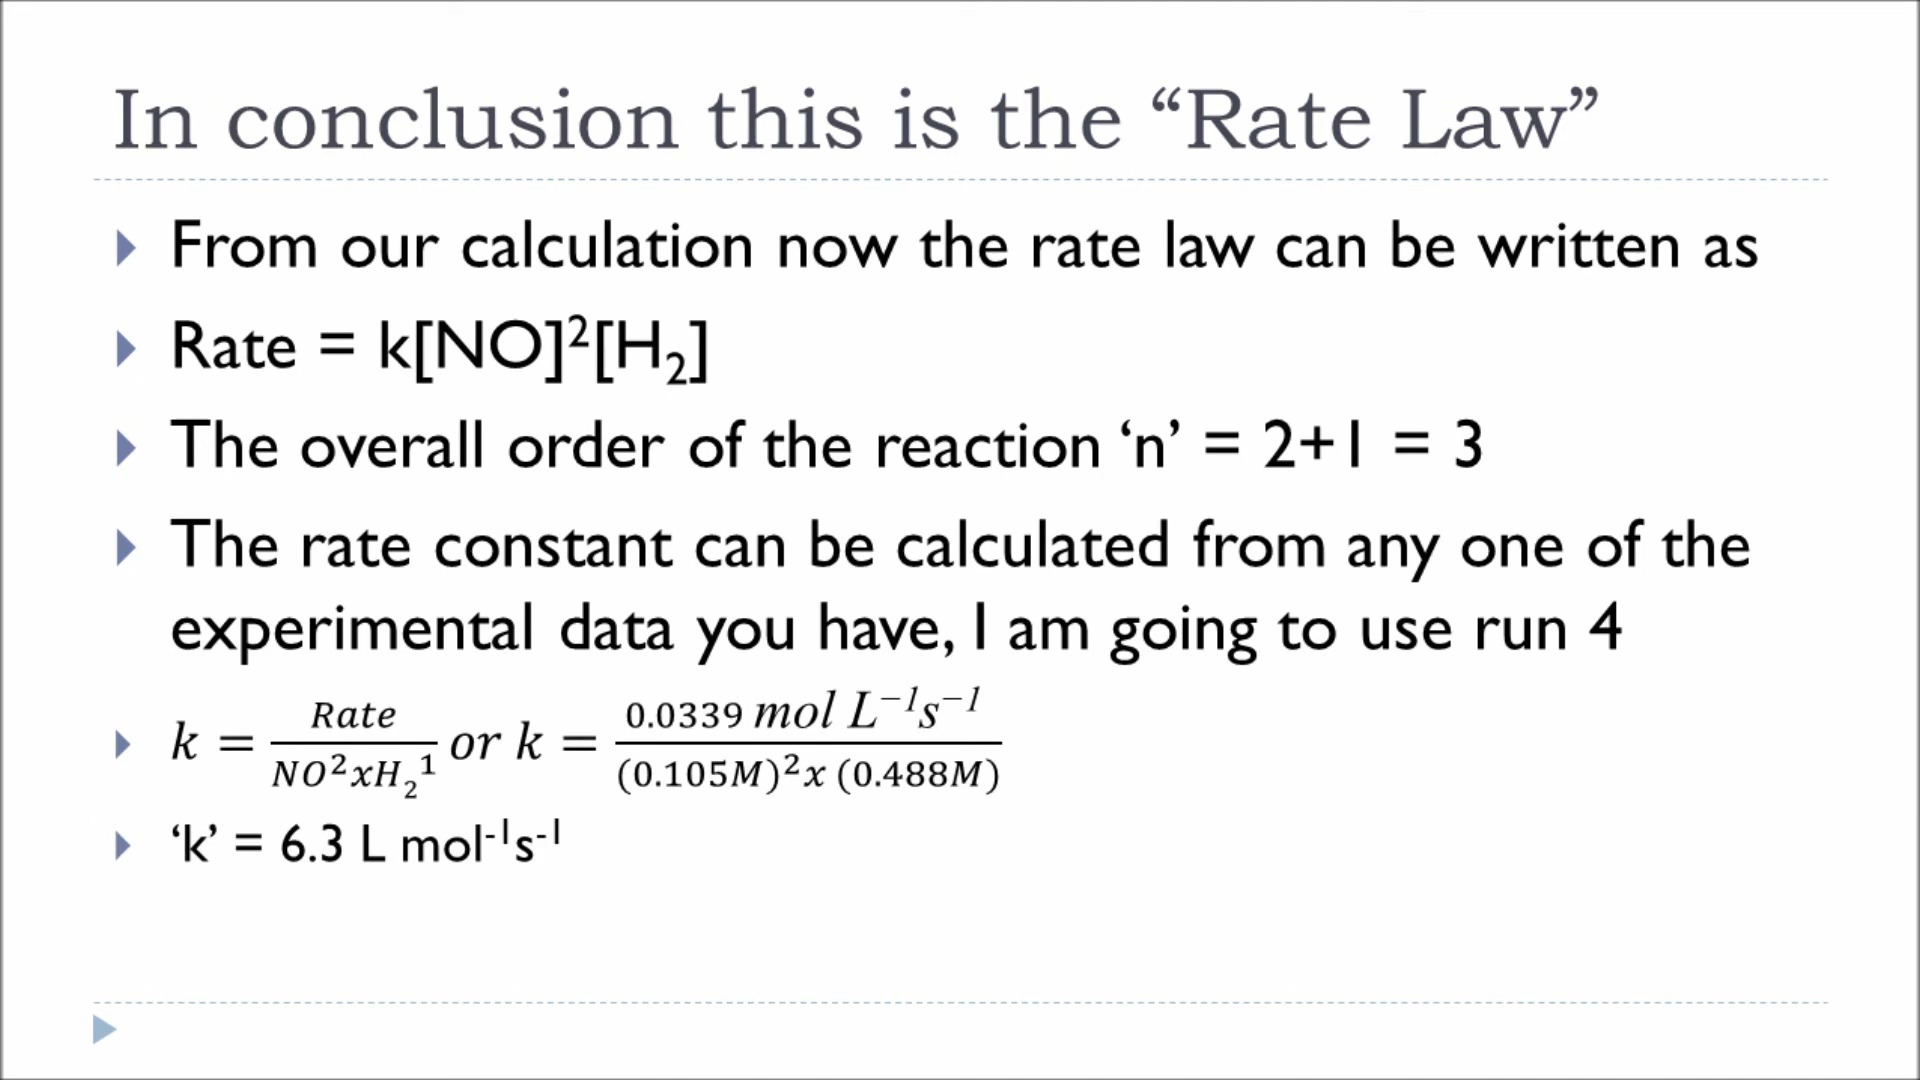 In conclusion this is the “Rate Law”
From our calculation now the rate law can be written as
Rate = k[NO]²[H₂]
The overall order of the reaction ‘n’ = 2+1 = 3
The rate constant can be calculated from any one of the
experimental data you have, I am going to use run 4
k = Rate / NO²xH₂¹ or k = 0.0339 mol L⁻¹s⁻¹ / (0.105M)²x (0.488M)
‘k’ = 6.3 L mol⁻¹s⁻¹